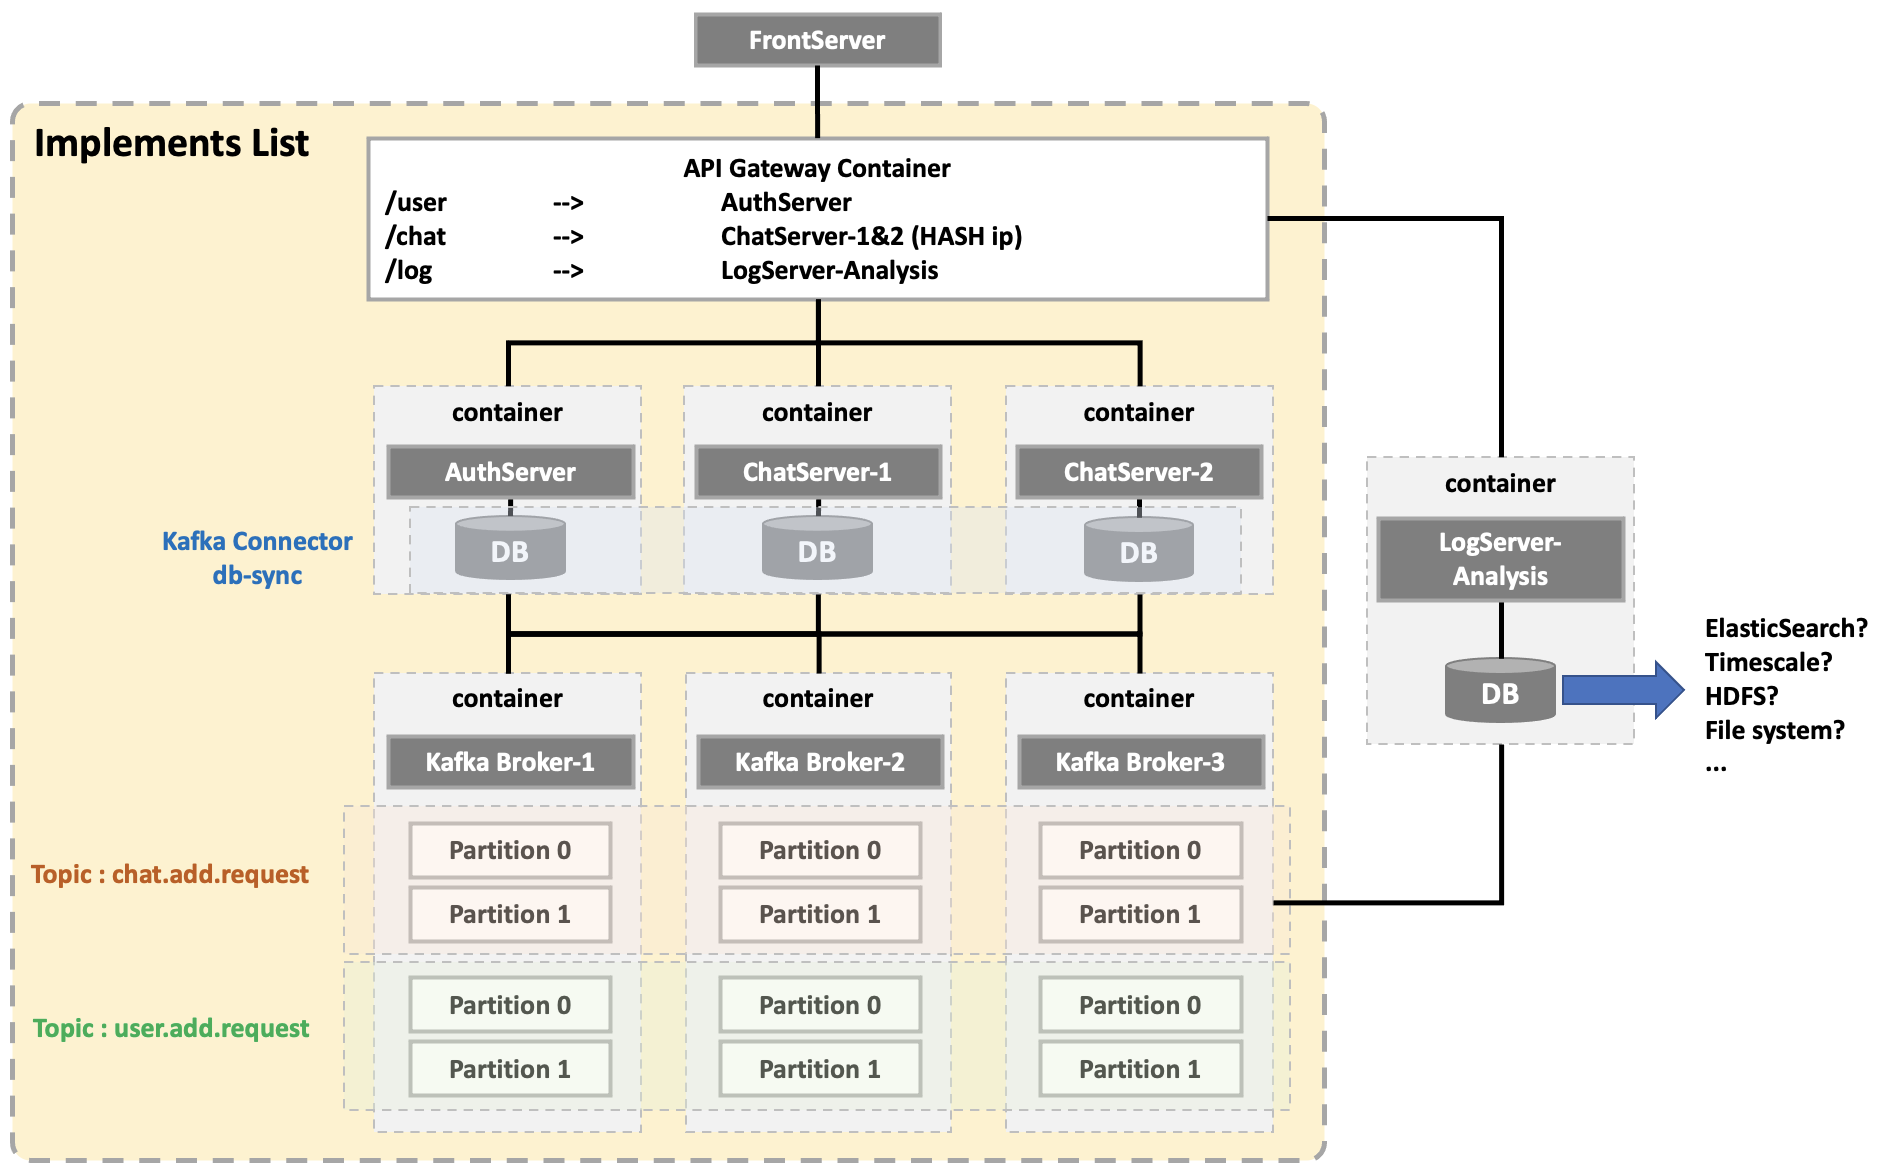 FrontServer
Implements List
API Gateway Container
/user --> AuthServer
/chat --> ChatServer-1&2 (HASH ip)
/log --> LogServer-Analysis
container
AuthServer
DB
container
ChatServer-1
DB
container
ChatServer-2
DB
Kafka Connector
db-sync
container
LogServer-
Analysis
DB
ElasticSearch?
Timescale?
HDFS?
File system?
...
container
Kafka Broker-1
container
Kafka Broker-2
container
Kafka Broker-3
Topic : chat.add.request
Partition 0
Partition 0
Partition 0
Partition 1
Partition 1
Partition 1
Topic : user.add.request
Partition 0
Partition 0
Partition 0
Partition 1
Partition 1
Partition 1